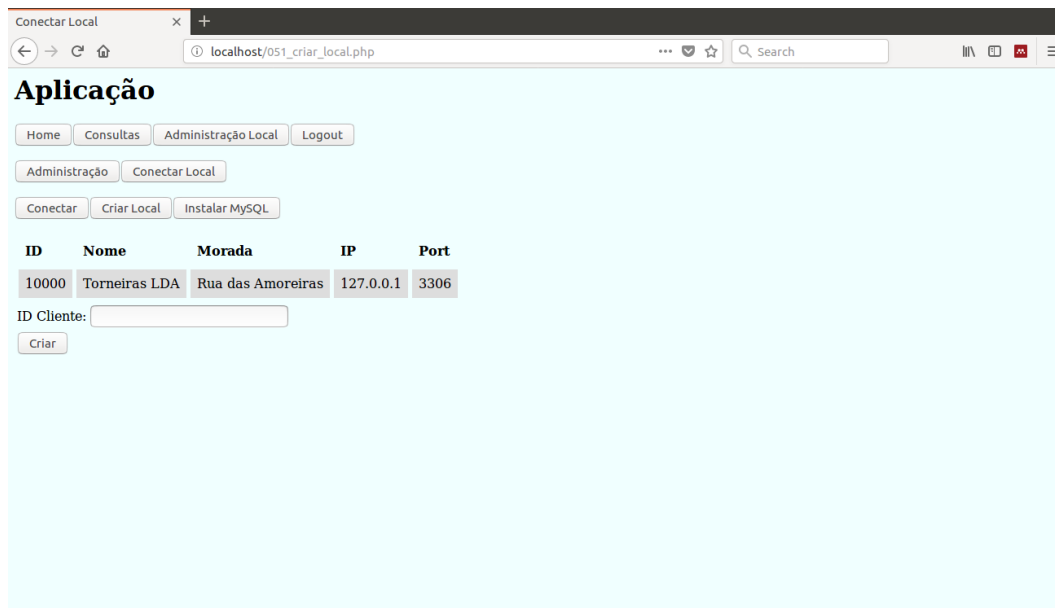 Conectar Local
localhost/051_criar_local.php Search
Aplicação
Home Consultas Administração Local Logout
Administração Conectar Local
Conectar Criar Local Instalar MySQL
ID Nome Morada IP Port
10000 Torneiras LDA Rua das Amoreiras 127.0.0.1 3306
ID Cliente:
Criar